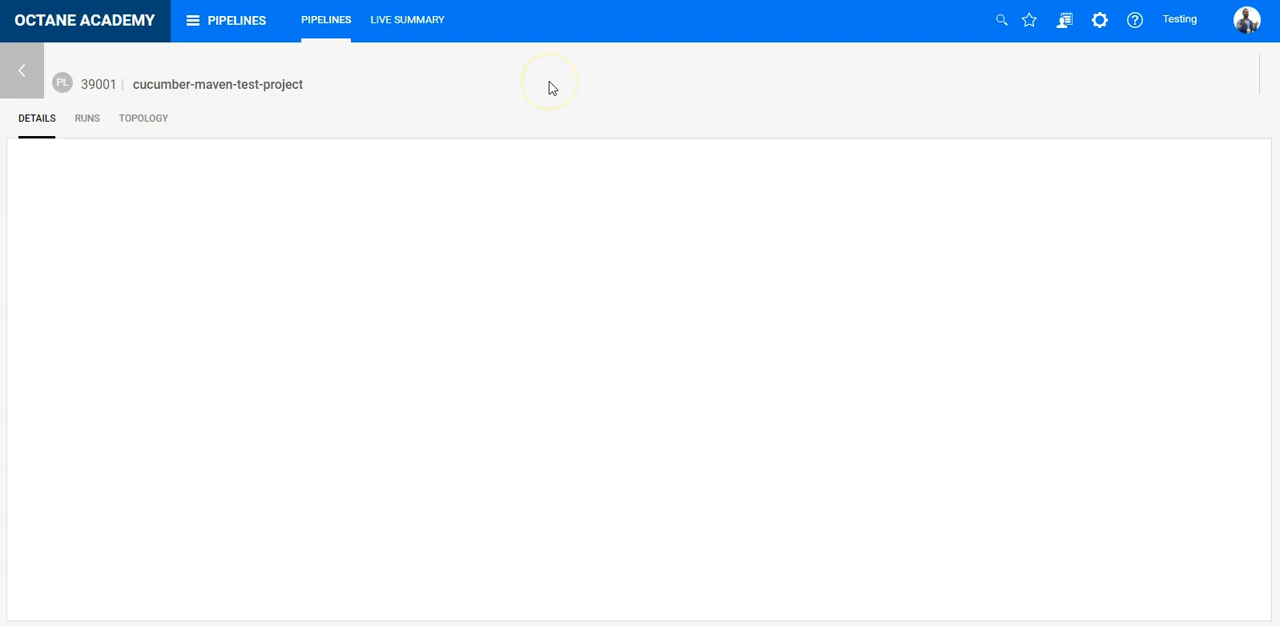 OCTANE ACADEMY PIPELINES PIPELINES LIVE SUMMARY Testing
PL 39001 cucumber-maven-test-project
DETAILS RUNS TOPOLOGY